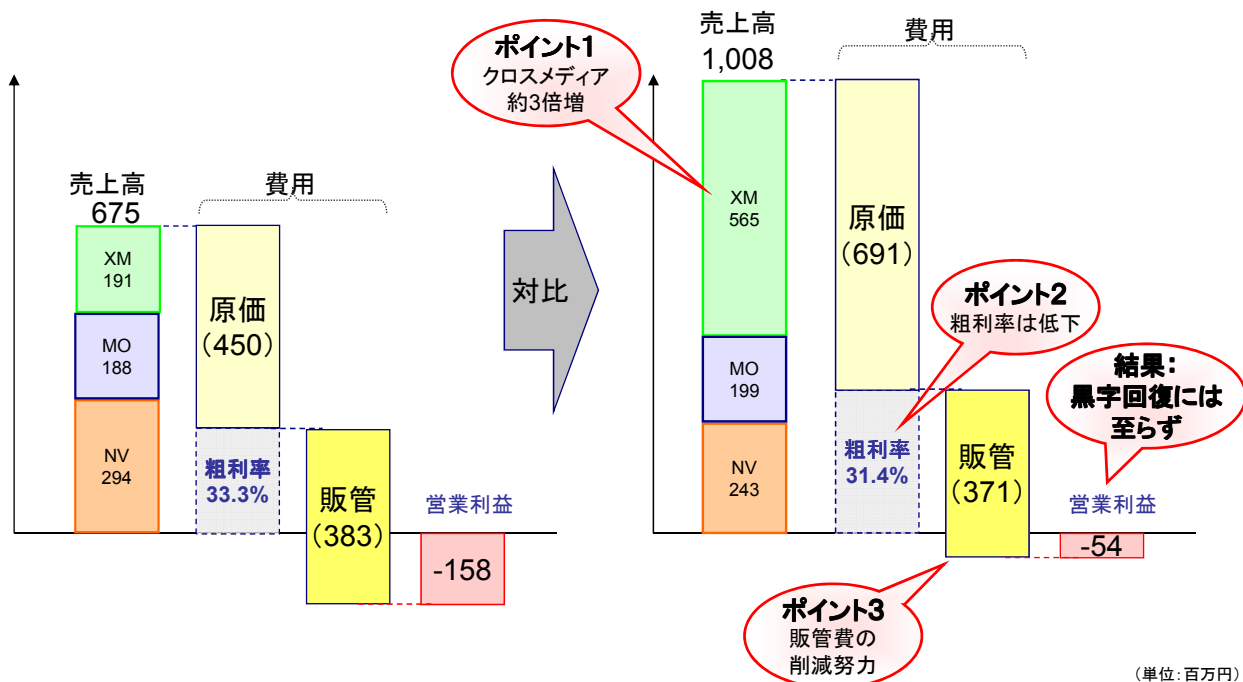 売上高
675
費用
XM
191
MO
188
NV
294
原価
(450)
粗利率
33.3%
販管
(383)
営業利益
-158
対比
ポイント1
クロスメディア
約3倍増
売上高
1,008
費用
XM
565
MO
199
NV
243
原価
(691)
粗利率
31.4%
ポイント2
粗利率は低下
販管
(371)
結果:
黒字回復には
至らず
営業利益
-54
ポイント3
販管費の
削減努力
(単位:百万円)